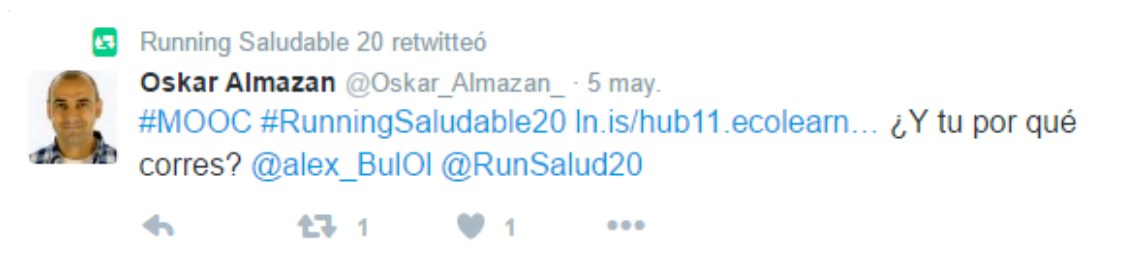 Running Saludable 20 retwitteó
Oskar Almazan @Oskar_Almazan_ · 5 may.
#MOOC #RunningSaludable20 ln.is/hub11.ecolearn… ¿Y tu por qué
corres? @alex_BulOl @RunSalud20
1 1